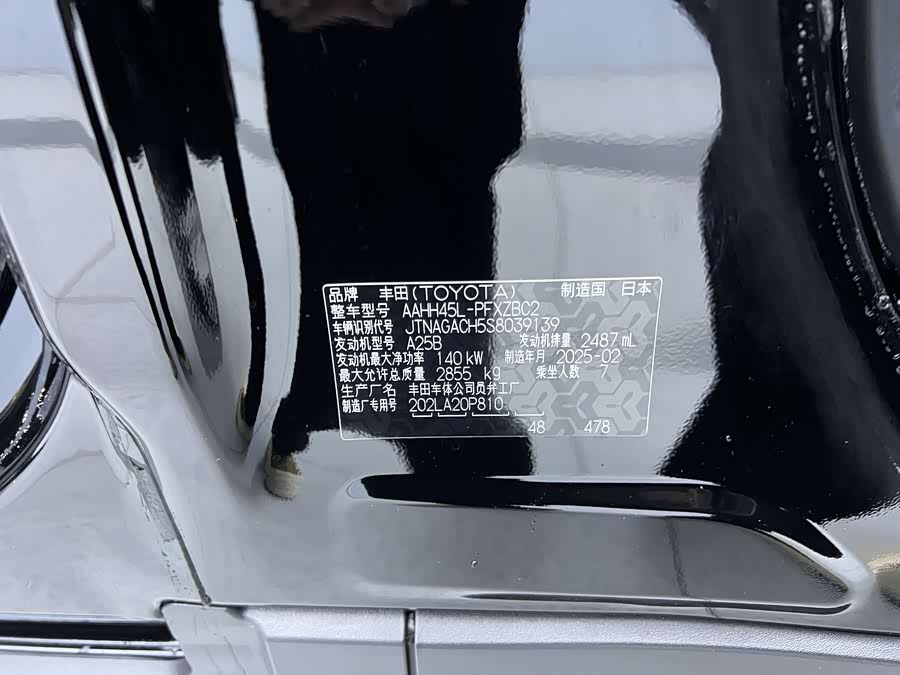 品牌 丰田(TOYOTA) 制造国 日本
整车型号 AAHH45L-PFXZBC2
车辆识别代号 JTNAGACH5S8039139
发动机型号 A25B 发动机排量 2487 mL
发动机最大净功率 140 kW 制造年月 2025-02
最大允许总质量 2855 kg 乘坐人数 7
生产厂名 丰田车体公司员弁工厂
制造厂专用号 202LA20P810
48 478